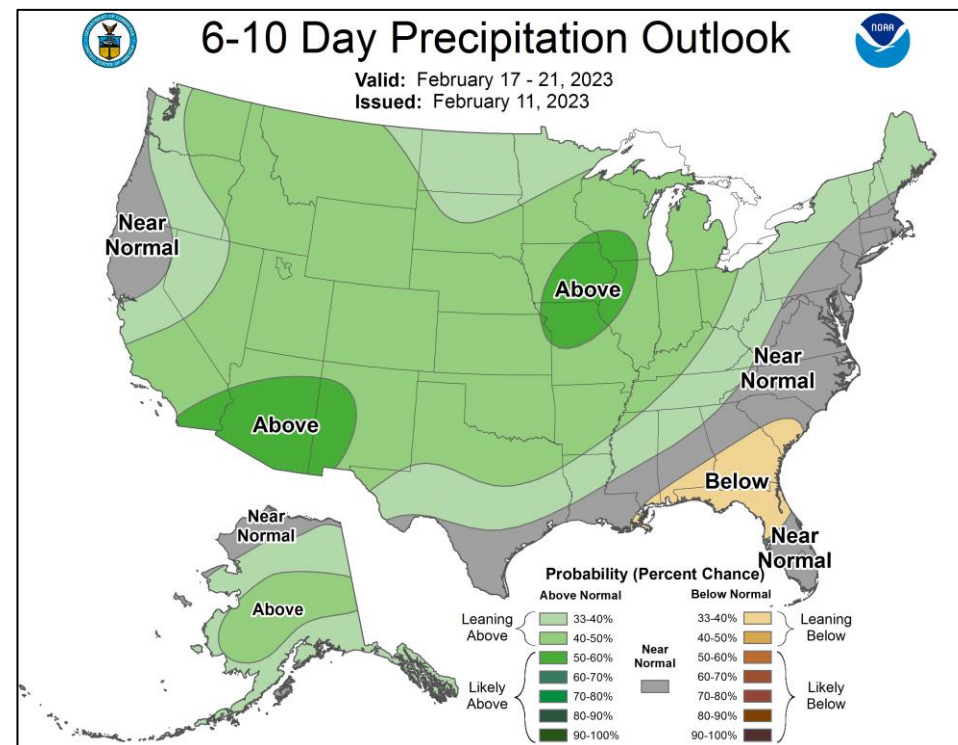 6-10 Day Precipitation Outlook
NOAA
Valid: February 17 - 21, 2023
Issued: February 11, 2023
Near
Normal
Above
Near
Normal
Above
Below
Near
Normal
Near
Normal
Above
Probability (Percent Chance)
Above Normal
Below Normal
Leaning
Above
33-40%
40-50%
Likely
Above
50-60%
60-70%
70-80%
80-90%
90-100%
Near
Normal
33-40%
40-50%
Leaning
Below
50-60%
60-70%
70-80%
80-90%
90-100%
Likely
Below